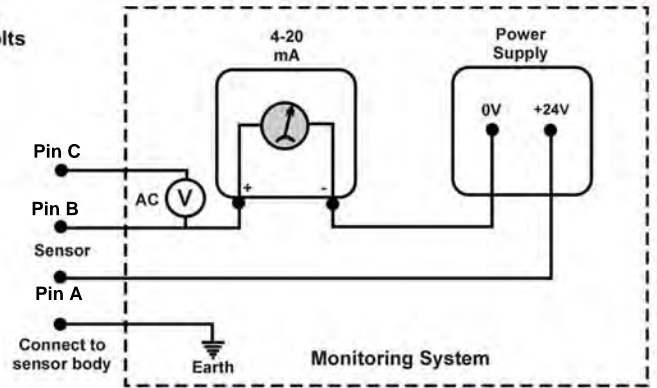 4-20
mA
Power
Supply
0V +24V
Pin C
AC V
+ -
Pin B
Sensor
Pin A
Connect to
sensor body
Earth
Monitoring System